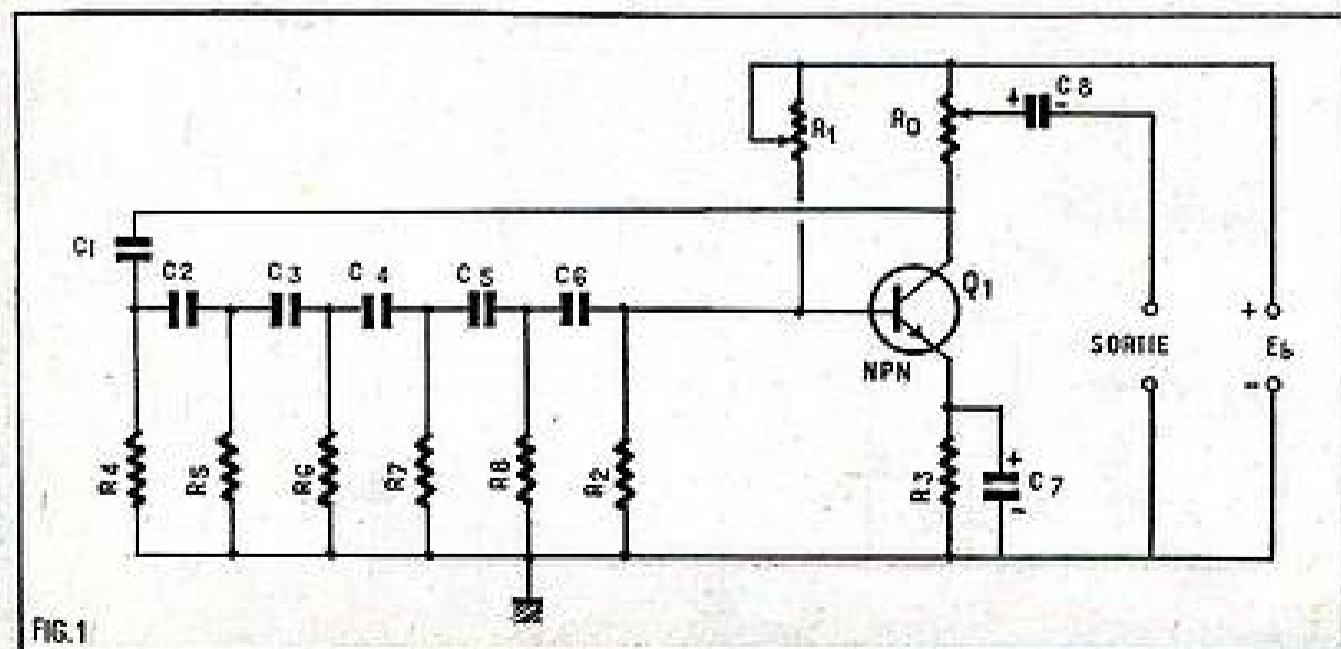 R1
R0
+ C8 -
C1
C2
C3
C4
C5
C6
Q1
NPN
SORTIE
+
Eb
-
R4
R5
R6
R7
R8
R2
R3
+
C7
-
FIG.1